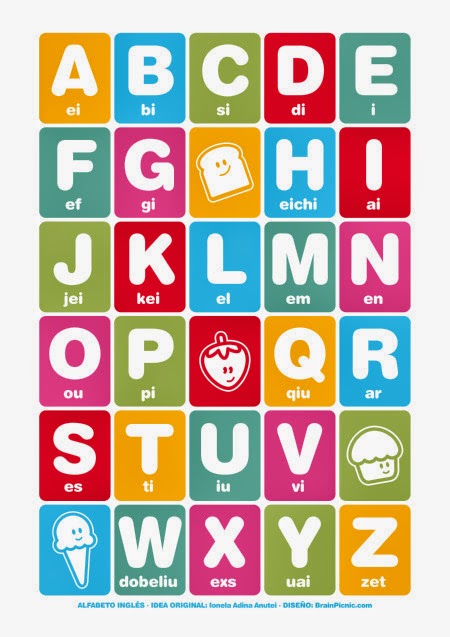 A B C D E
ei bi si di i
F G H I
ef gi eichi ai
J K L M N
jei kei el em en
O P Q R
ou pi qiu ar
S T U V
es ti iu vi
W X Y Z
dobeliu exs uai zet
ALFABETO INGLÉS · IDEA ORIGINAL: Ionela Adina Anutei · DISEÑO: BrainPicnic.com